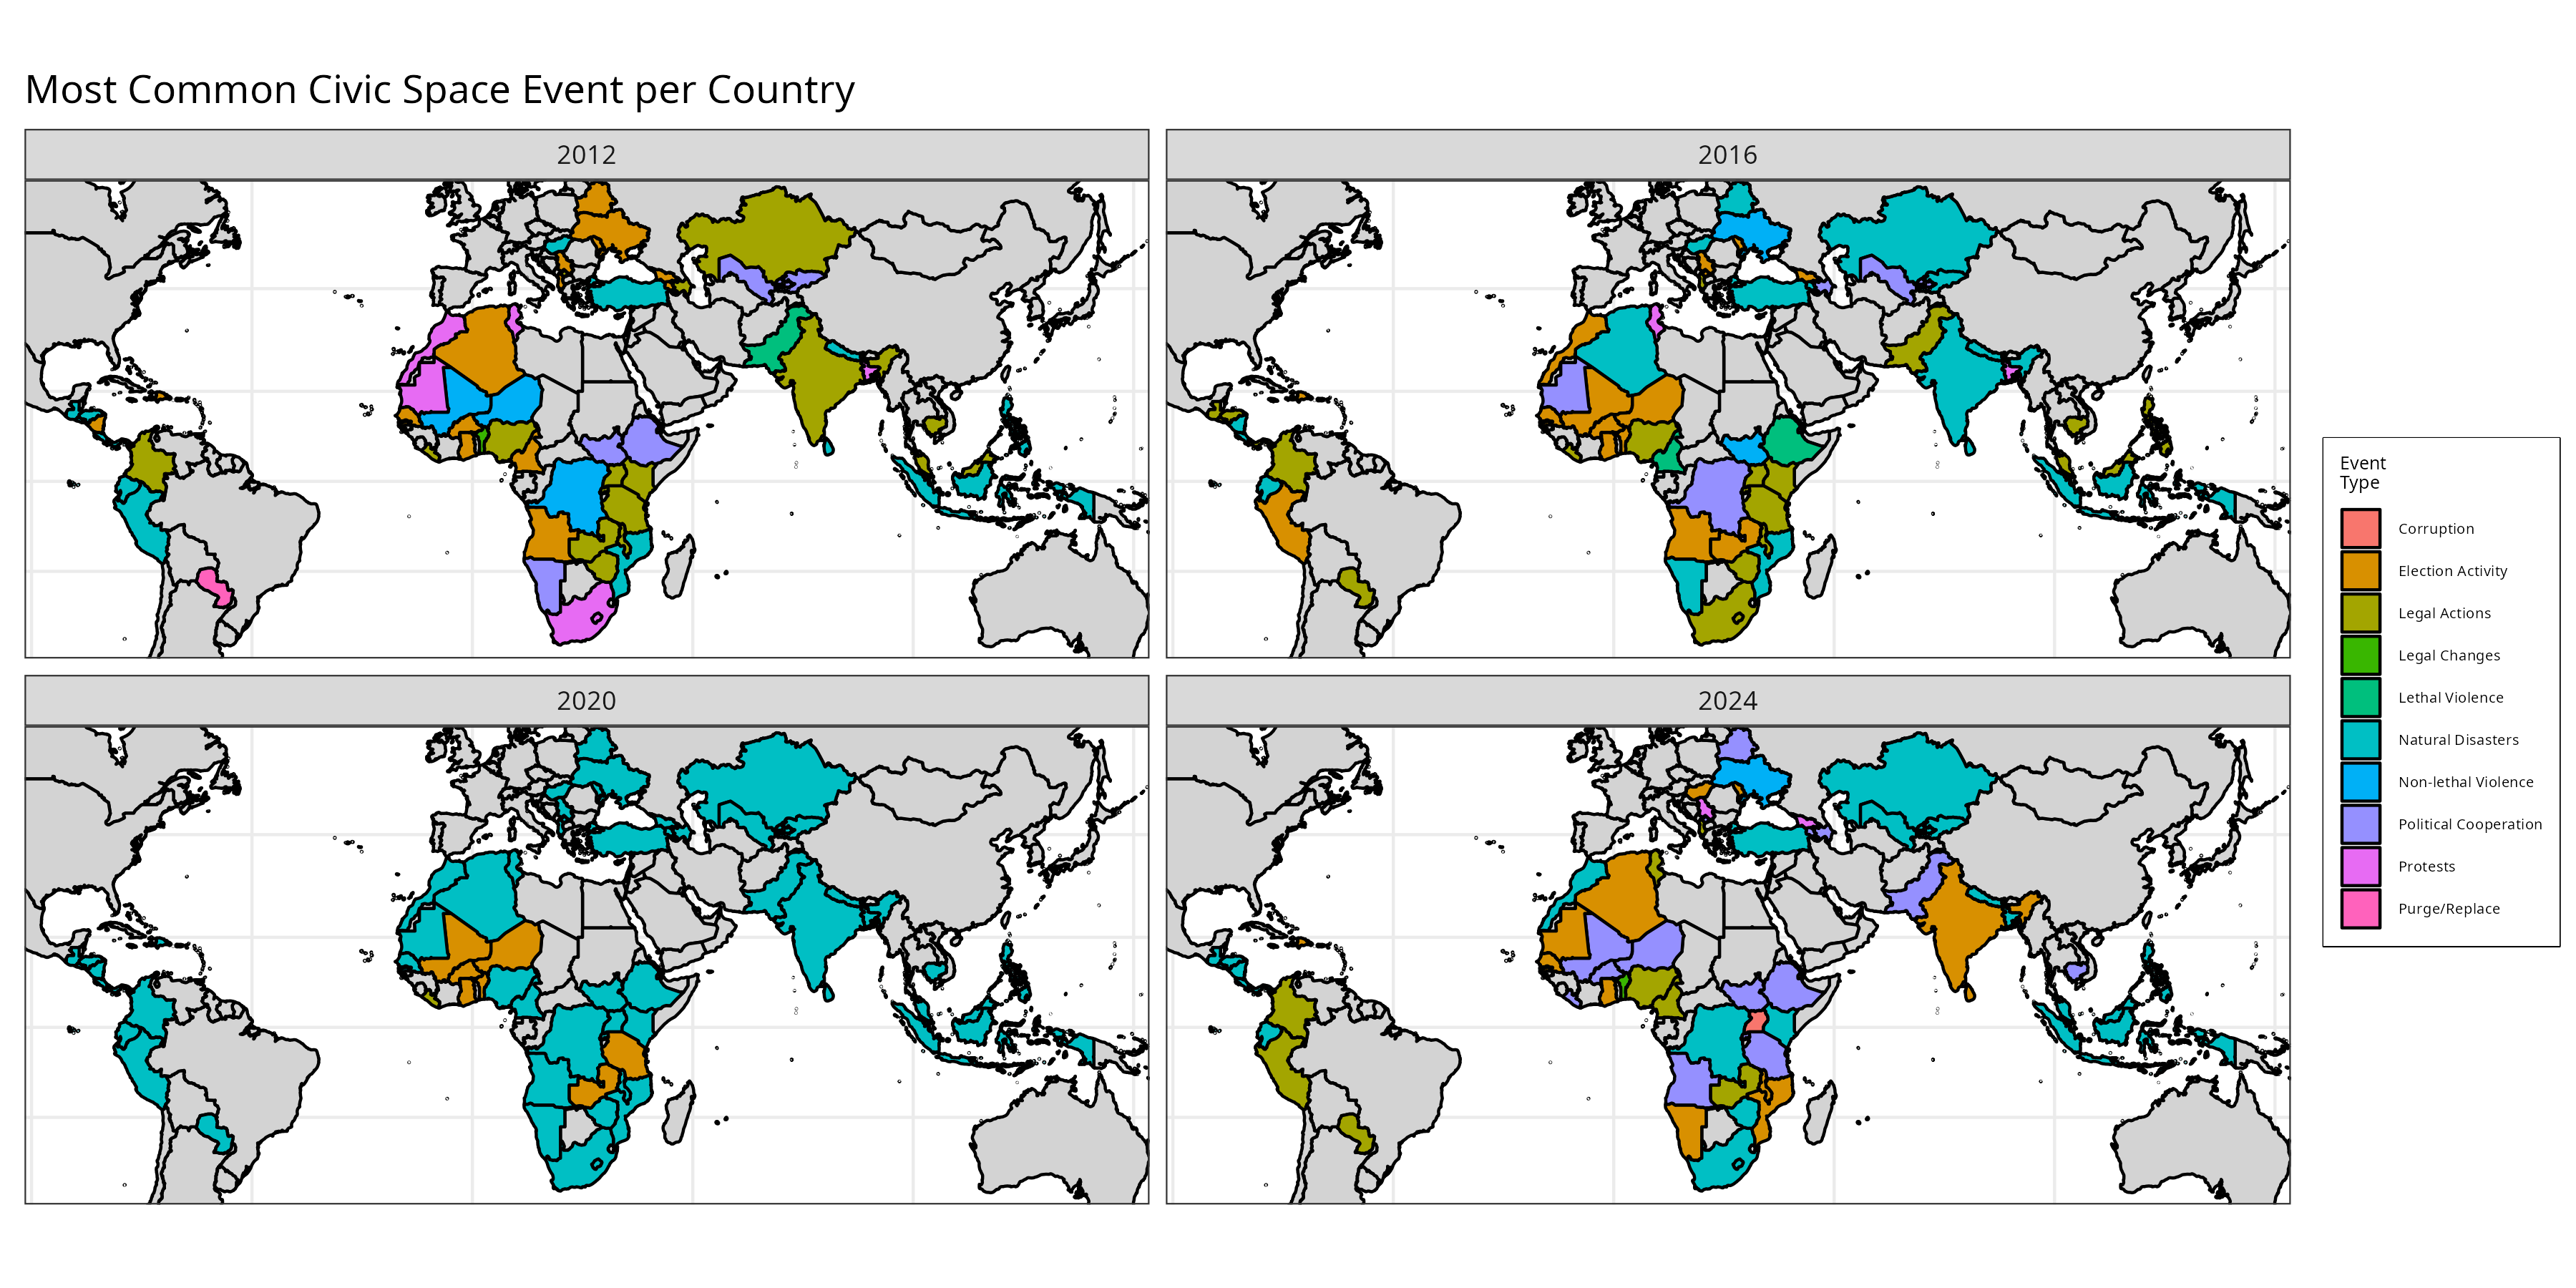 Most Common Civic Space Event per Country
2012
2016
2020
2024
Event
Type
Corruption
Election Activity
Legal Actions
Legal Changes
Lethal Violence
Natural Disasters
Non-lethal Violence
Political Cooperation
Protests
Purge/Replace